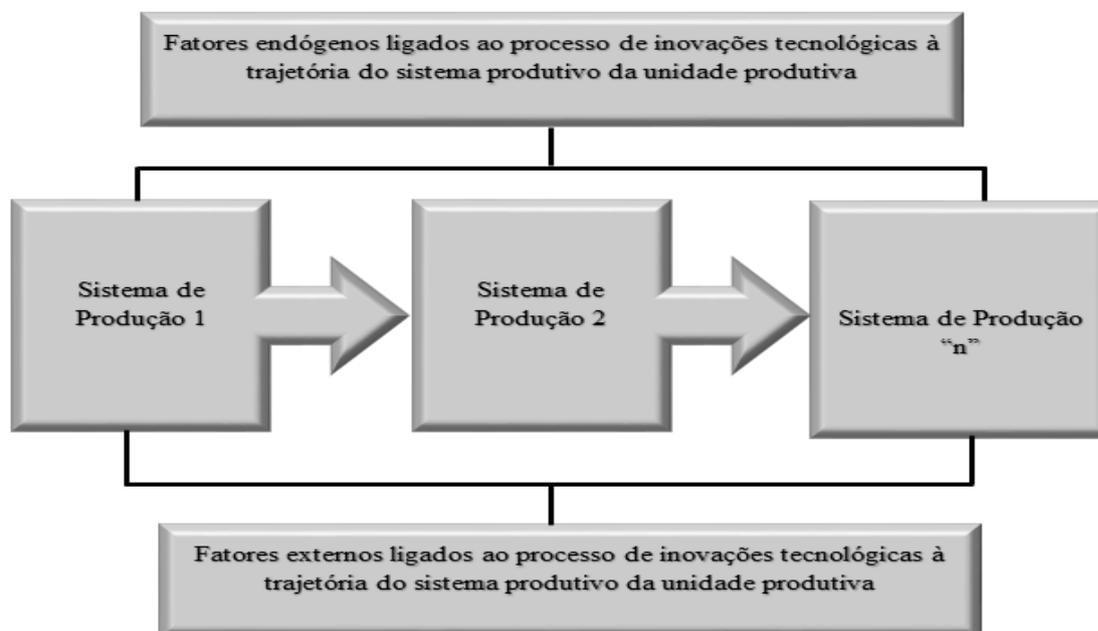 Fatores endógenos ligados ao processo de inovações tecnológicas à
trajetória do sistema produtivo da unidade produtiva
Sistema de
Produção 1
Sistema de
Produção 2
Sistema de Produção
“n”
Fatores externos ligados ao processo de inovações tecnológicas à
trajetória do sistema produtivo da unidade produtiva